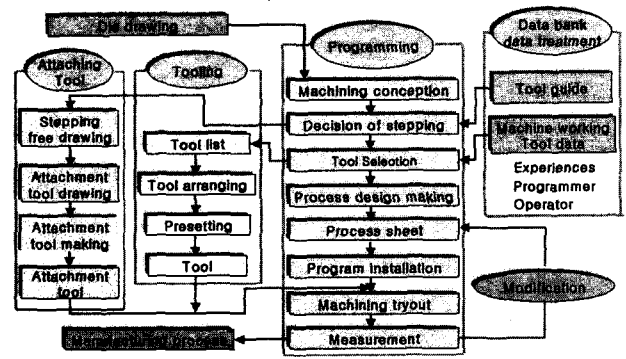 Die drawing
Attaching
Tool
Stepping
free drawing
Attachment
tool drawing
Attachment
tool making
Attachment
tool
Tooling
Tool list
Tool arranging
Presetting
Tool
Programming
Machining conception
Decision of stepping
Tool Selection
Process design making
Process sheet
Program installation
Machining tryout
Measurement
Data bank
data treatment
Tool guide
Machine working
Tool data
Experiences
Programmer
Operator
Modification
Manufactured process